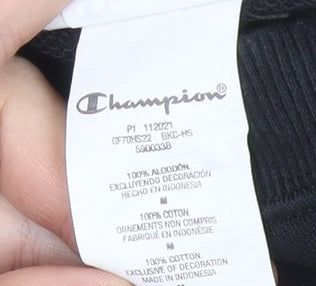 Champion®
P1 112021
GF70HS22 BKC-HS
590033B
100% ALGODÓN
EXCLUYENDO DECORACIÓN
HECHO EN INDONESIA
M
100% COTON
ORNEMENTS NON COMPRIS
FABRIQUÉ EN INDONÉSIE
M
100% COTTON
EXCLUSIVE OF DECORATION
MADE IN INDONESIA
M